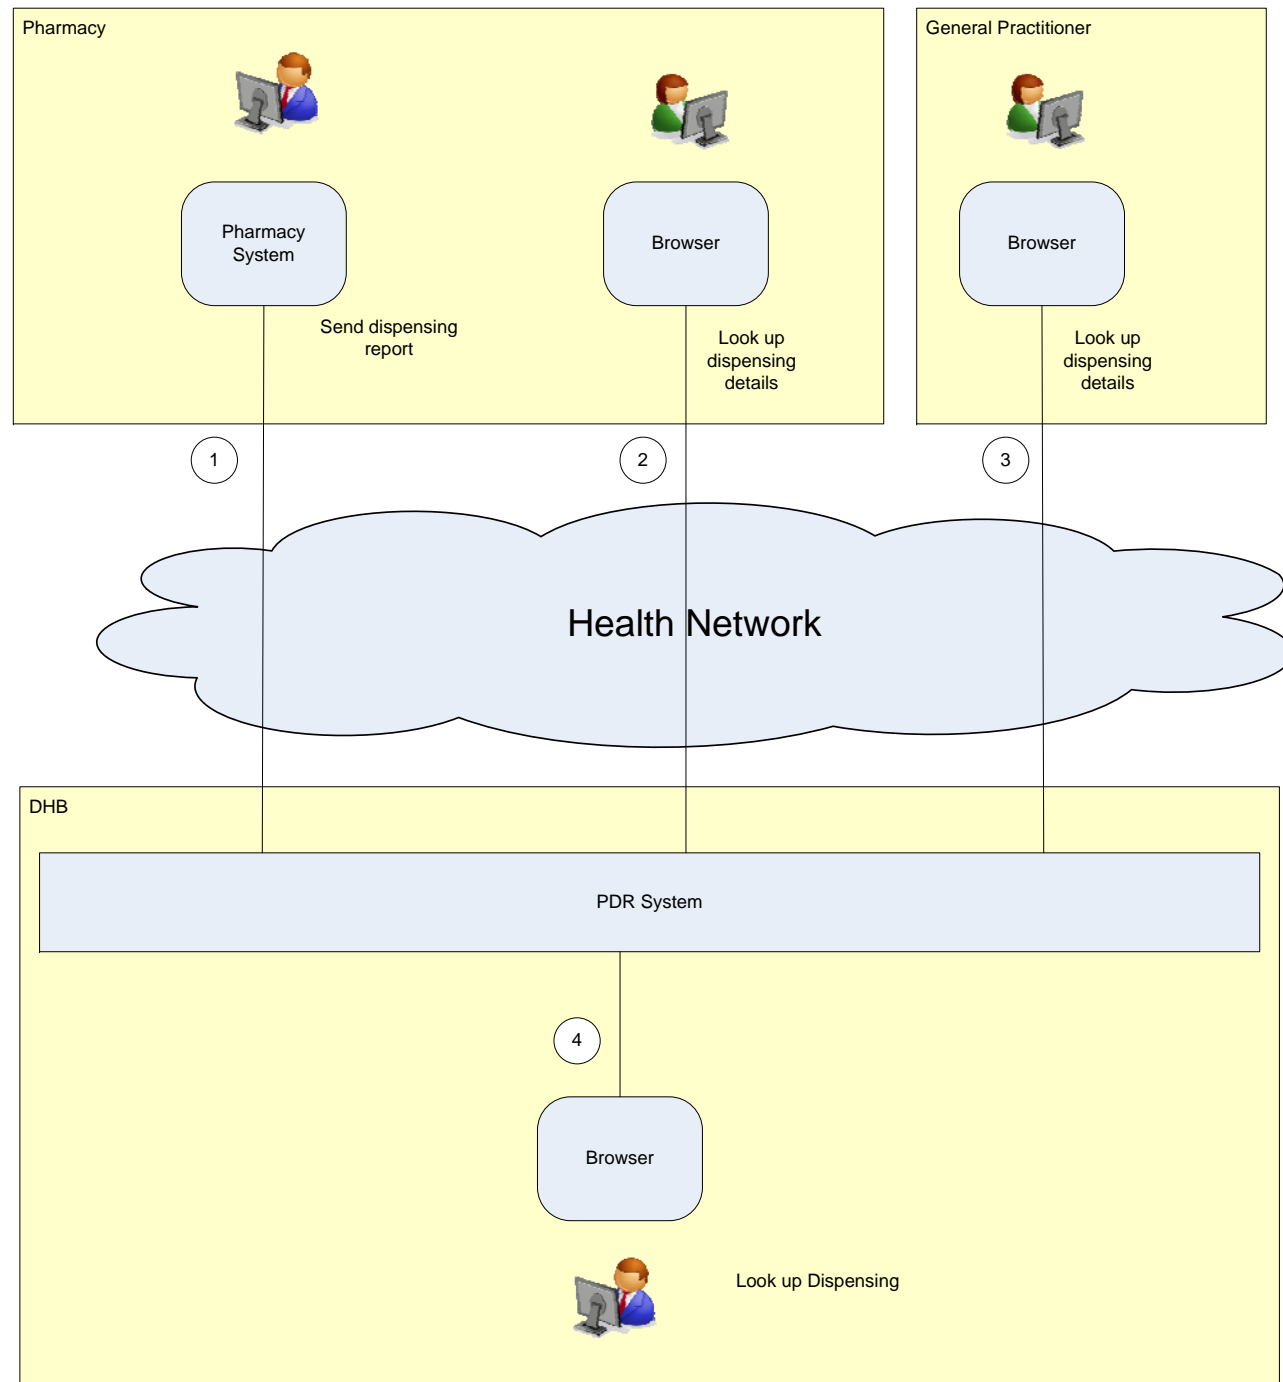 Pharmacy
General Practitioner
Pharmacy
System
Browser
Browser
Send dispensing
report
Look up
dispensing
details
Look up
dispensing
details
1
2
3
Health Network
DHB
PDR System
4
Browser
Look up Dispensing